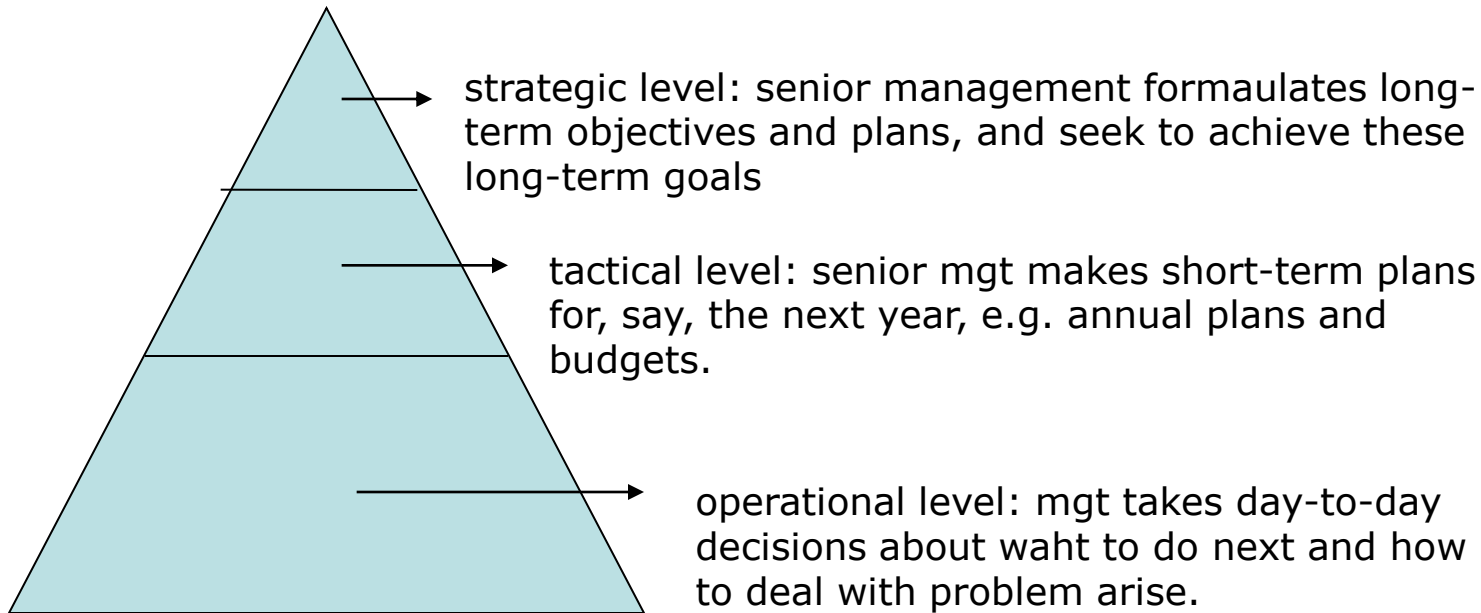 strategic level: senior management formaulates long-
term objectives and plans, and seek to achieve these
long-term goals
tactical level: senior mgt makes short-term plans
for, say, the next year, e.g. annual plans and
budgets.
operational level: mgt takes day-to-day
decisions about waht to do next and how
to deal with problem arise.